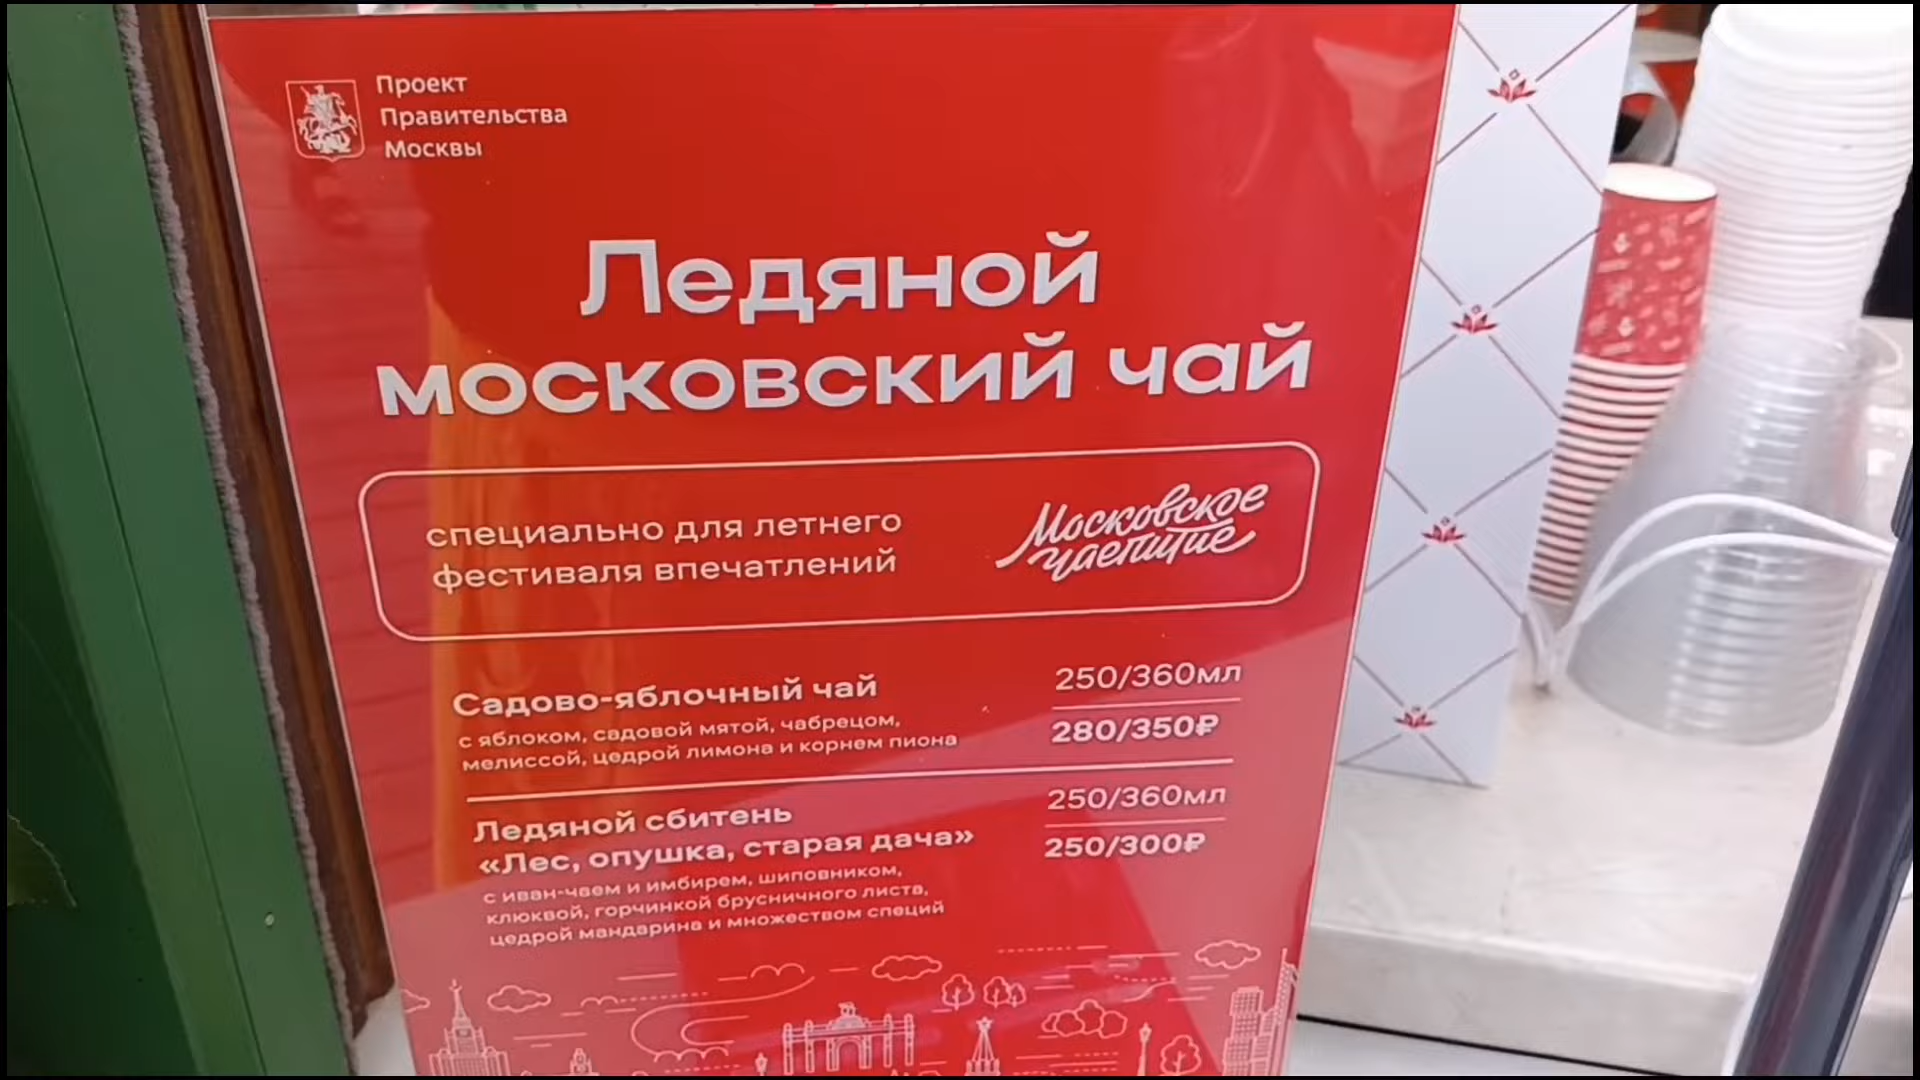 Проект
Правительства
Москвы
Ледяной
московский чай
специально для летнего
фестиваля впечатлений
Московское
чаепитие
Садово-яблочный чай
с яблоком, садовой мятой, чабрецом,
мелиссой, цедрой лимона и корнем пиона
250/360мл
280/350₽
Ледяной сбитень
«Лес, опушка, старая дача»
с иван-чаем и имбирем, шиповником,
клюквой, горчинкой брусничного листа,
цедрой мандарина и множеством специй
250/360мл
250/300₽